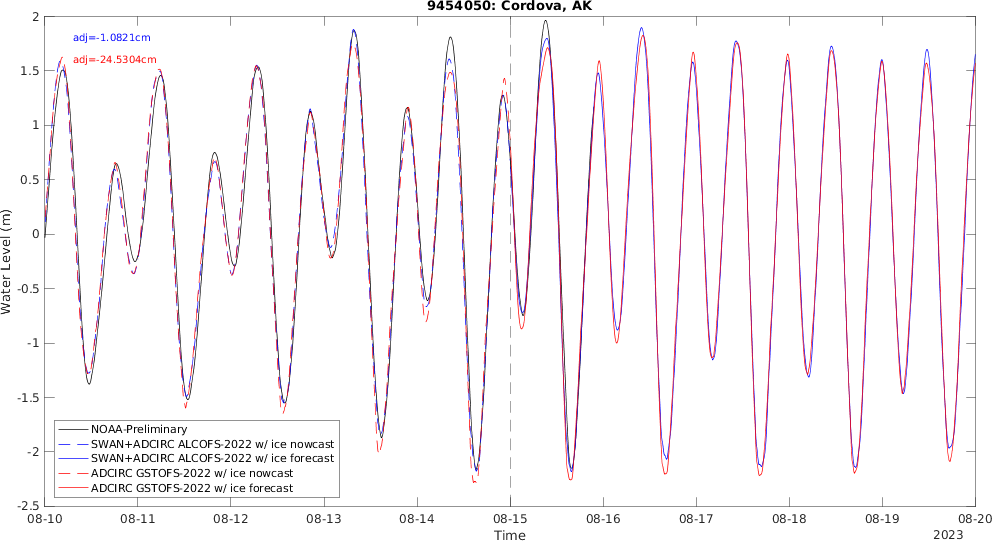 9454050: Cordova, AK
adj=-1.0821cm
adj=-24.5304cm
Water Level (m)
2
1.5
1
0.5
0
-0.5
-1
-1.5
-2
-2.5
NOAA-Preliminary
SWAN+ADCIRC ALCOFS-2022 w/ ice nowcast
SWAN+ADCIRC ALCOFS-2022 w/ ice forecast
ADCIRC GSTOFS-2022 w/ ice nowcast
ADCIRC GSTOFS-2022 w/ ice forecast
08-10 08-11 08-12 08-13 08-14 08-15 08-16 08-17 08-18 08-19 08-20
Time
2023